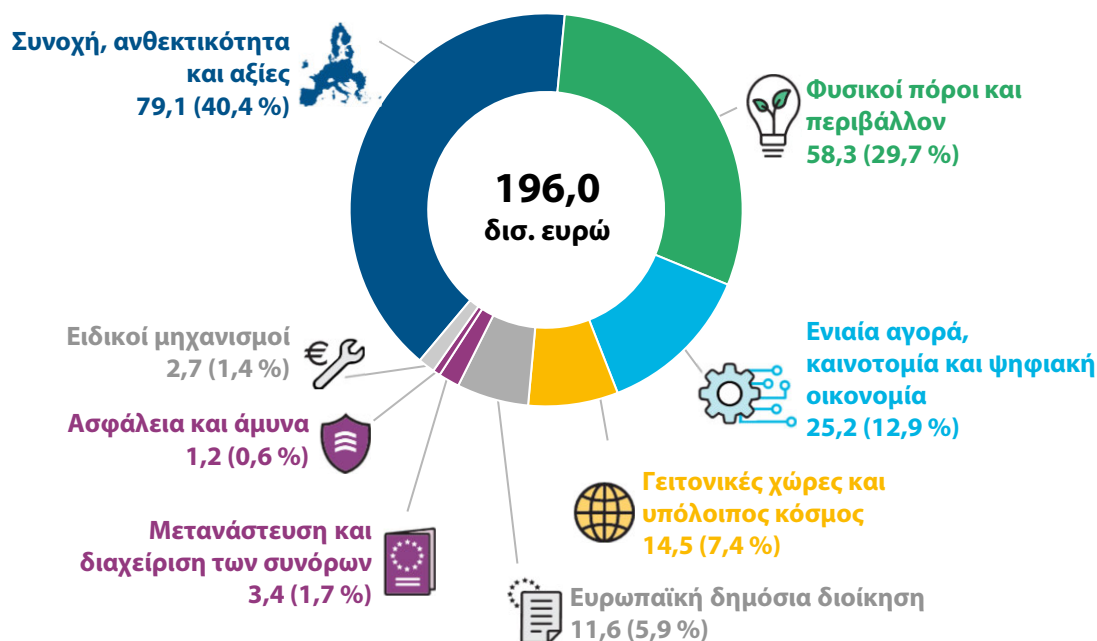 Συνοχή, ανθεκτικότητα
και αξίες
79,1 (40,4 %)
Φυσικοί πόροι και
περιβάλλον
58,3 (29,7 %)
196,0
δισ. ευρώ
Ενιαία αγορά,
καινοτομία και ψηφιακή
οικονομία
25,2 (12,9 %)
Ειδικοί μηχανισμοί
2,7 (1,4 %)
€
Ασφάλεια και άμυνα
1,2 (0,6 %)
Γειτονικές χώρες και
υπόλοιπος κόσμος
14,5 (7,4 %)
Μετανάστευση και
διαχείριση των συνόρων
3,4 (1,7 %)
Ευρωπαϊκή δημόσια διοίκηση
11,6 (5,9 %)